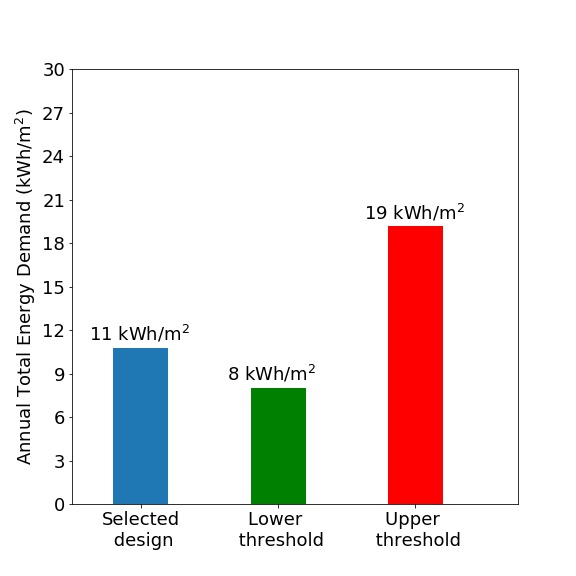 Annual Total Energy Demand (kWh/m²)
30
27
24
21
18
15
12
9
6
3
0
11 kWh/m²
8 kWh/m²
19 kWh/m²
Selected
design
Lower
threshold
Upper
threshold